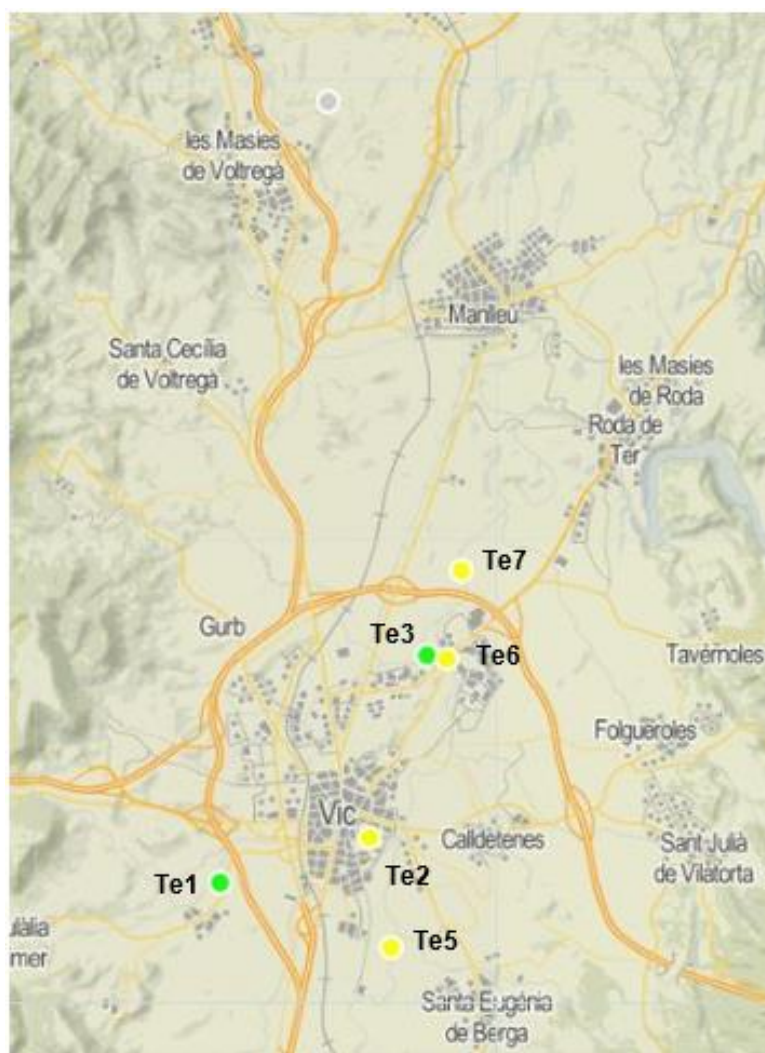 les Masies
de Voltregà
Manlleu
Santa Cecília
de Voltregà
les Masies
de Roda
Roda de
Ter
Te7
Gurb
Te3
Te6
Tavèrnoles
Folgueroles
Vic
Calldetenes
Sant Julià
de Vilatorta
Te2
Te1
ulàlia
mer
Te5
Santa Eugènia
de Berga